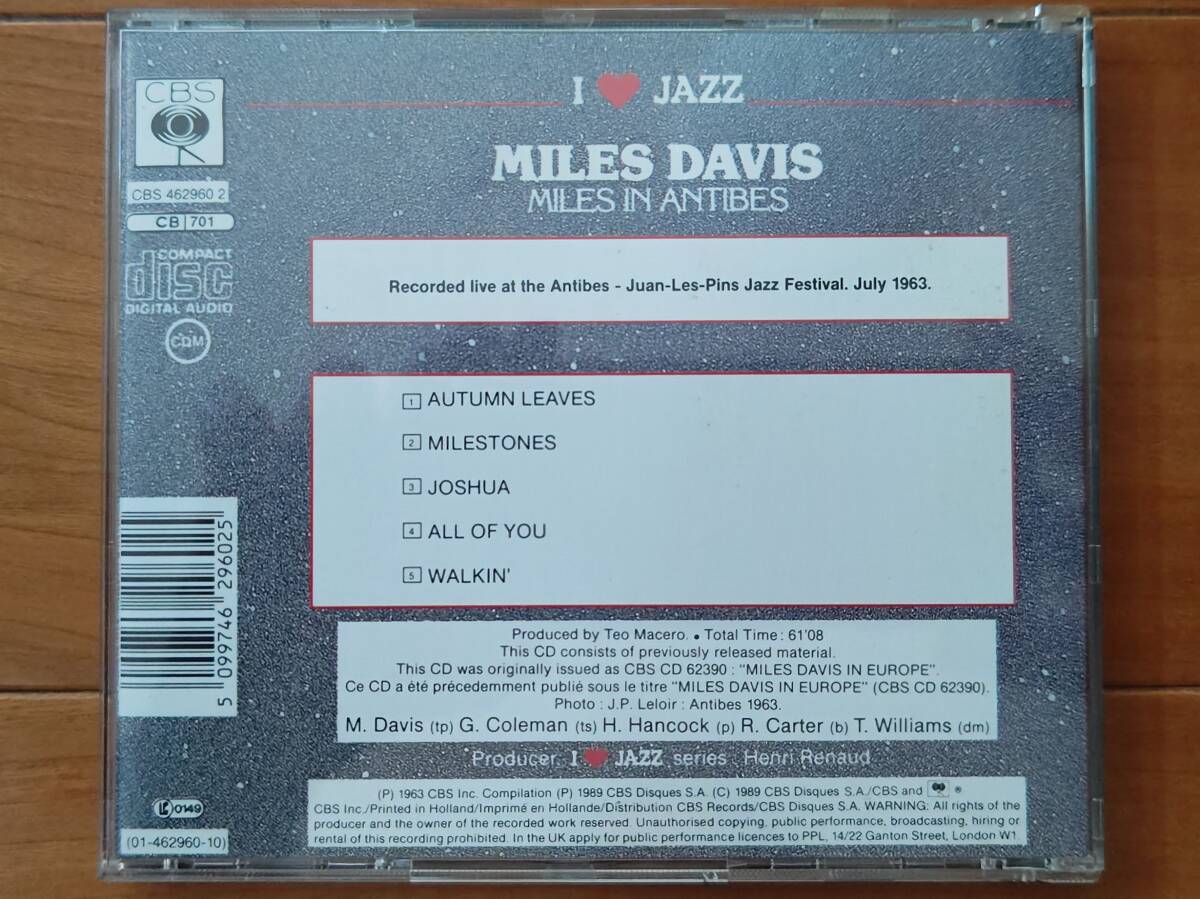 CBS
CBS 462960 2
CB 701
COMPACT
disc
DIGITAL AUDIO
CDM
I ♥ JAZZ
MILES DAVIS
MILES IN ANTIBES
Recorded live at the Antibes - Juan-Les-Pins Jazz Festival. July 1963.
1 AUTUMN LEAVES
2 MILESTONES
3 JOSHUA
4 ALL OF YOU
5 WALKIN'
5 099746 296025
Produced by Teo Macero. • Total Time : 61'08
This CD consists of previously released material.
This CD was originally issued as CBS CD 62390 : "MILES DAVIS IN EUROPE".
Ce CD a été précedemment publié sous le titre "MILES DAVIS IN EUROPE" (CBS CD 62390).
Photo : J.P. Leloir : Antibes 1963.
M. Davis (tp) G. Coleman (ts) H. Hancock (p) R. Carter (b) T. Williams (dm)
Producer I ♥ JAZZ series : Henri Renaud
LC 0149
(01-462960-10)
(P) 1963 CBS Inc. Compilation (P) 1989 CBS Disques S.A. (C) 1989 CBS Disques S.A./CBS and ®
CBS Inc./Printed in Holland/Imprimé en Hollande/Distribution CBS Records/CBS Disques S.A. WARNING: All rights of the
producer and the owner of the recorded work reserved. Unauthorised copying, public performance, broadcasting, hiring or
rental of this recording prohibited. In the UK apply for public performance licences to PPL, 14/22 Ganton Street, London W1.